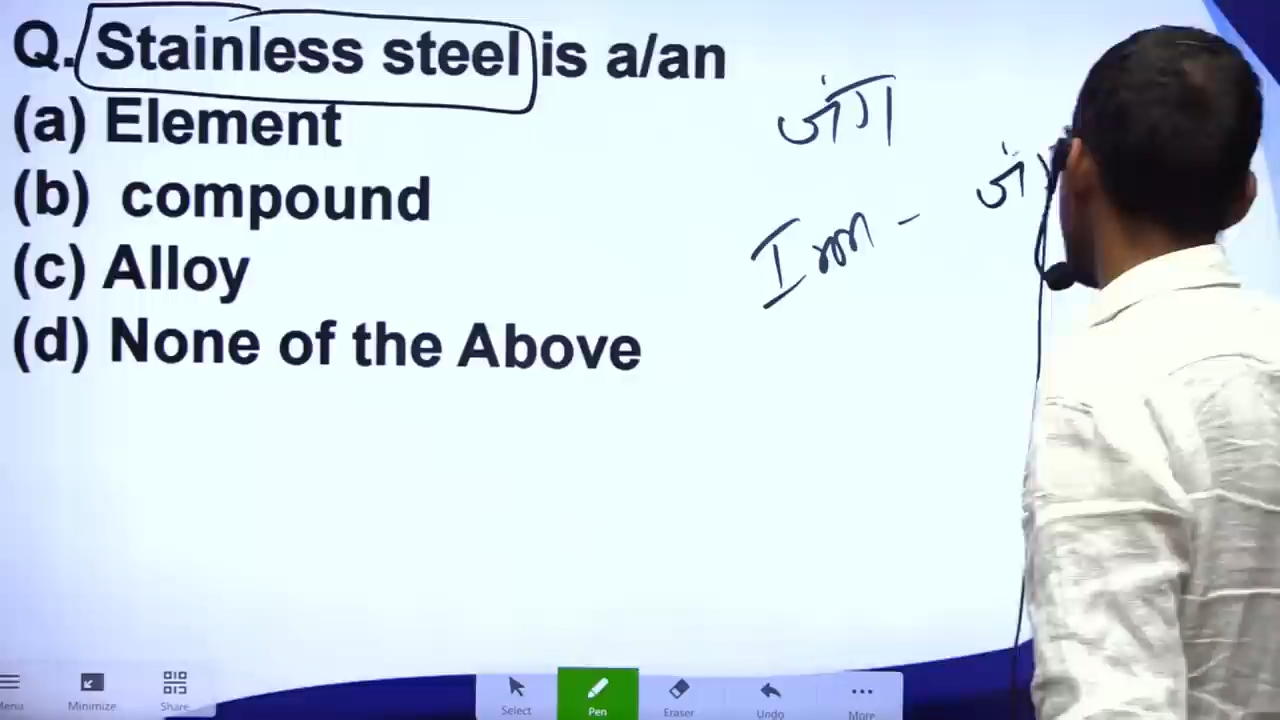 Q. Stainless steel is a/an
(a) Element
(b) compound
(c) Alloy
(d) None of the Above
जंग
Iron -
Menu
Minimize
Share
Select
Pen
Eraser
Undo
More